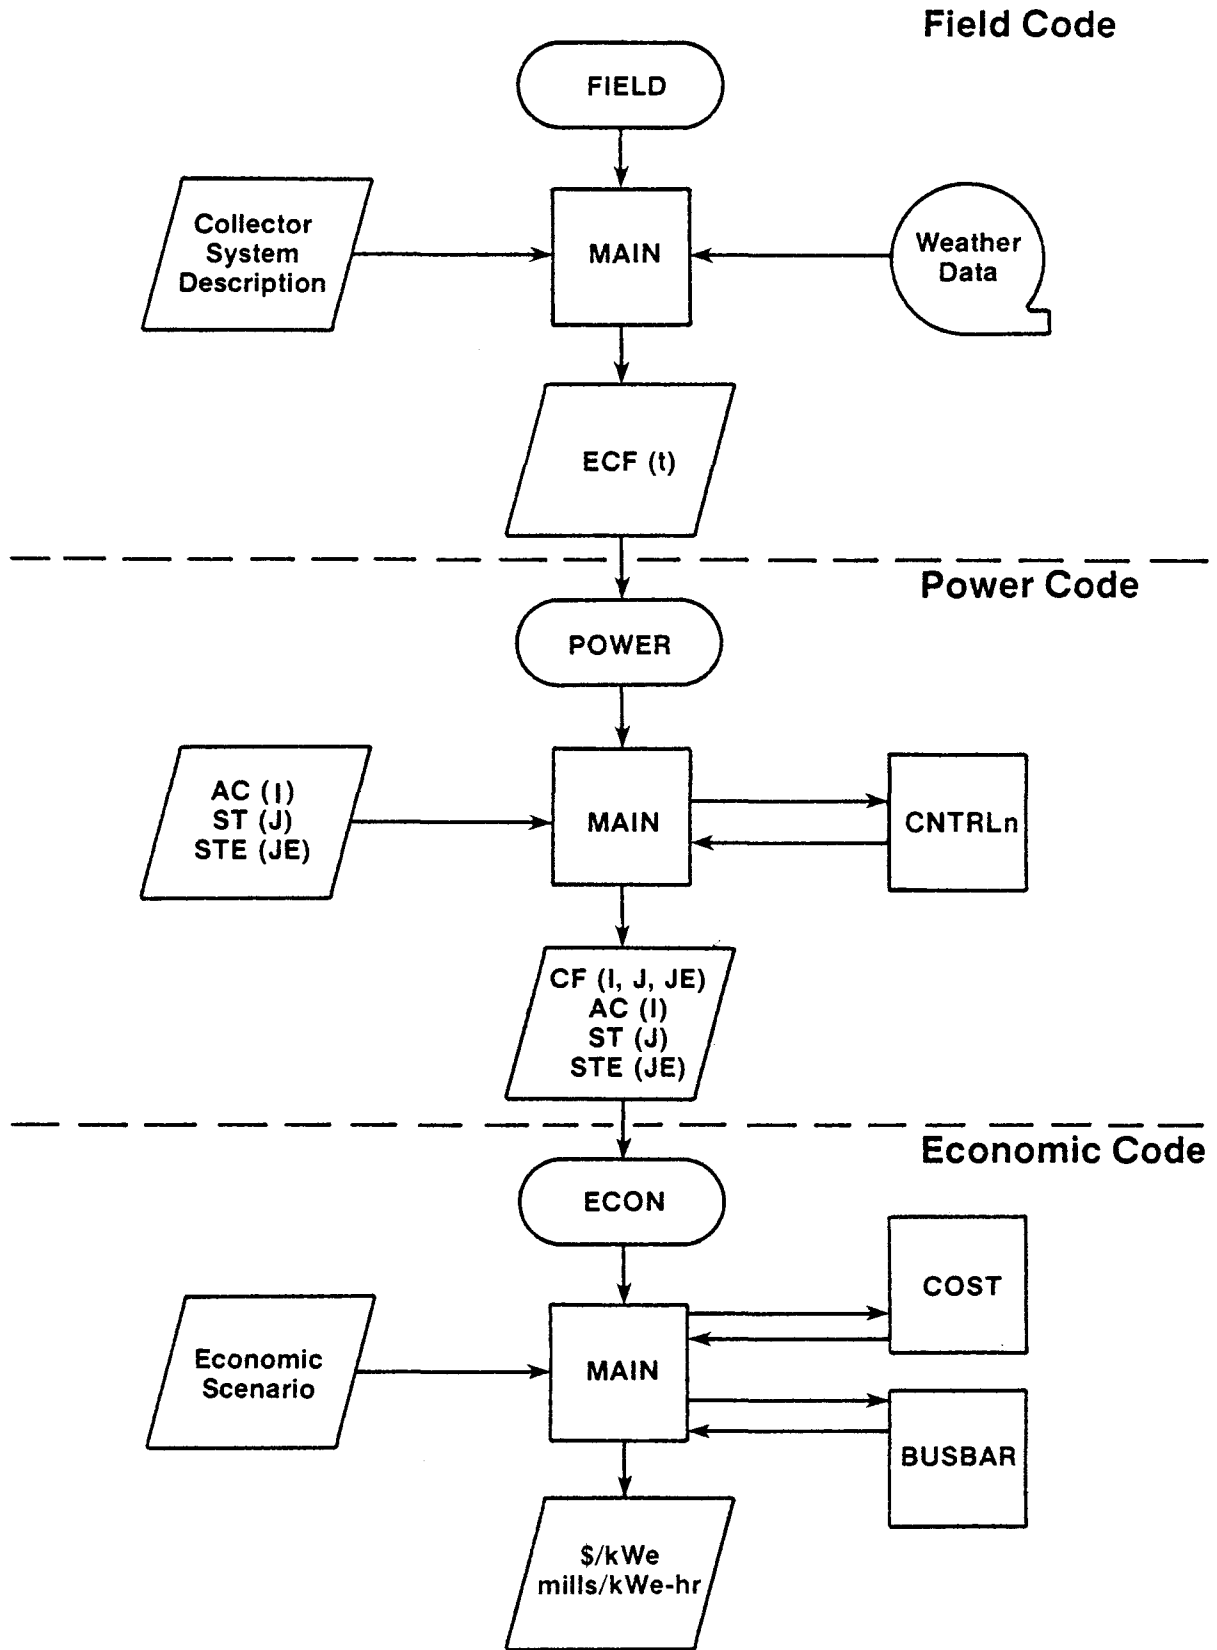 Field Code
FIELD
Collector
System
Description
MAIN
Weather
Data
ECF (t)
Power Code
POWER
AC (I)
ST (J)
STE (JE)
MAIN
CNTRLn
CF (I, J, JE)
AC (I)
ST (J)
STE (JE)
Economic Code
ECON
COST
Economic
Scenario
MAIN
BUSBAR
$/kWe
mills/kWe-hr